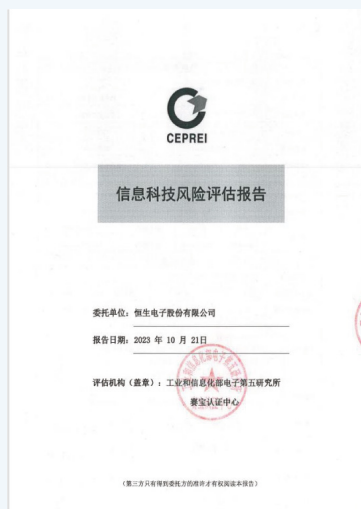 CEPREI
信息科技风险评估报告
委托单位：恒生电子股份有限公司
报告日期：2023 年 10 月 21日
评估机构（盖章）：工业和信息化部电子第五研究所
赛宝认证中心
（第三方只有得到委托方的准许才有权阅读本报告）